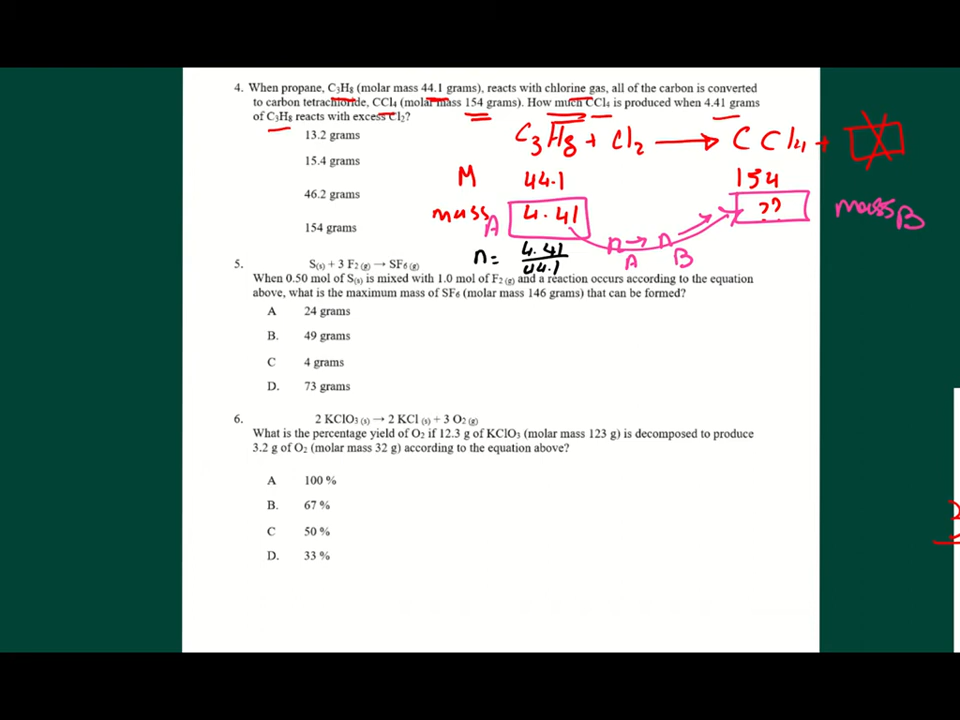 4. When propane, C₃H₈ (molar mass 44.1 grams), reacts with chlorine gas, all of the carbon is converted
to carbon tetrachloride, CCl₄ (molar mass 154 grams). How much CCl₄ is produced when 4.41 grams
of C₃H₈ reacts with excess Cl₂?
13.2 grams
C₃H₈ + Cl₂ → CCl₄ +
15.4 grams
M 44.1 154
46.2 grams
mass A 4.41 ?? mass B
154 grams
n → n
A B
n = 4.41 / 44.1
5. S₍s₎ + 3 F₂ ₍g₎ → SF₆ ₍g₎
When 0.50 mol of S₍s₎ is mixed with 1.0 mol of F₂ ₍g₎ and a reaction occurs according to the equation
above, what is the maximum mass of SF₆ (molar mass 146 grams) that can be formed?
A 24 grams
B. 49 grams
C 4 grams
D. 73 grams
6. 2 KClO₃ ₍s₎ → 2 KCl ₍s₎ + 3 O₂ ₍g₎
What is the percentage yield of O₂ if 12.3 g of KClO₃ (molar mass 123 g) is decomposed to produce
3.2 g of O₂ (molar mass 32 g) according to the equation above?
A 100 %
B. 67 %
C 50 %
D. 33 %